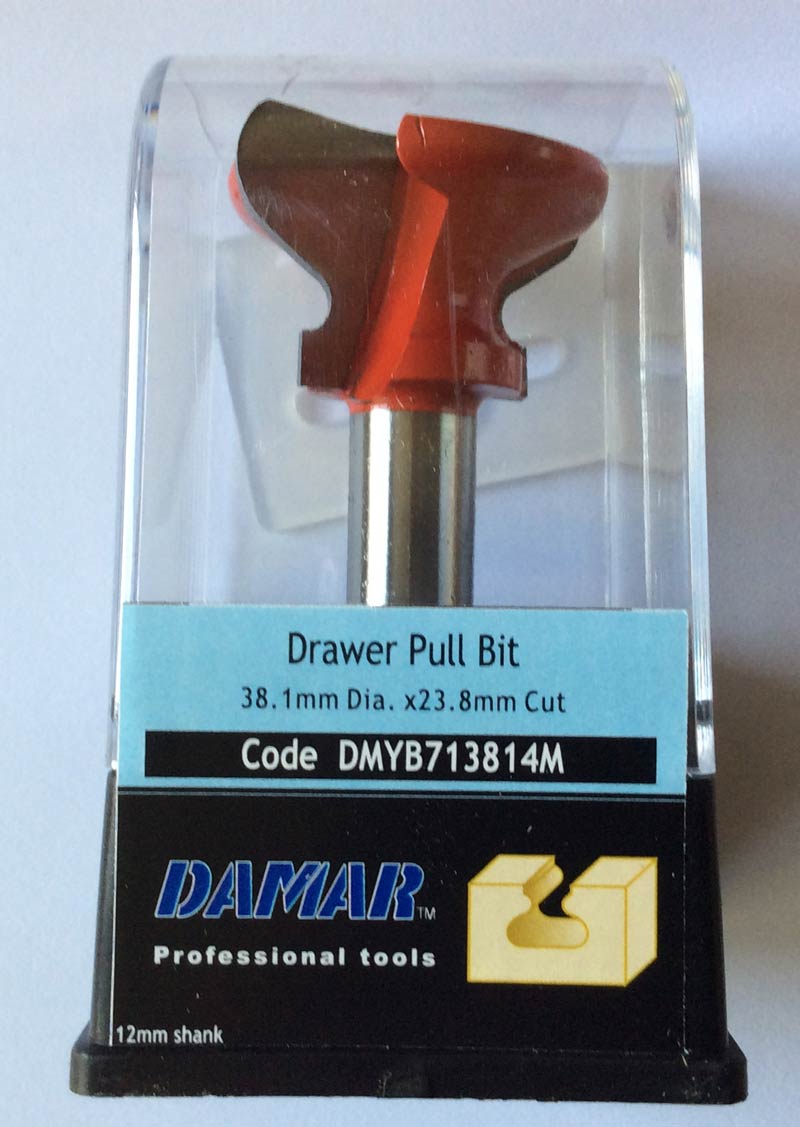 Drawer Pull Bit
38.1mm Dia. x23.8mm Cut
Code DMYB713814M
DAMAR™
Professional tools
12mm shank